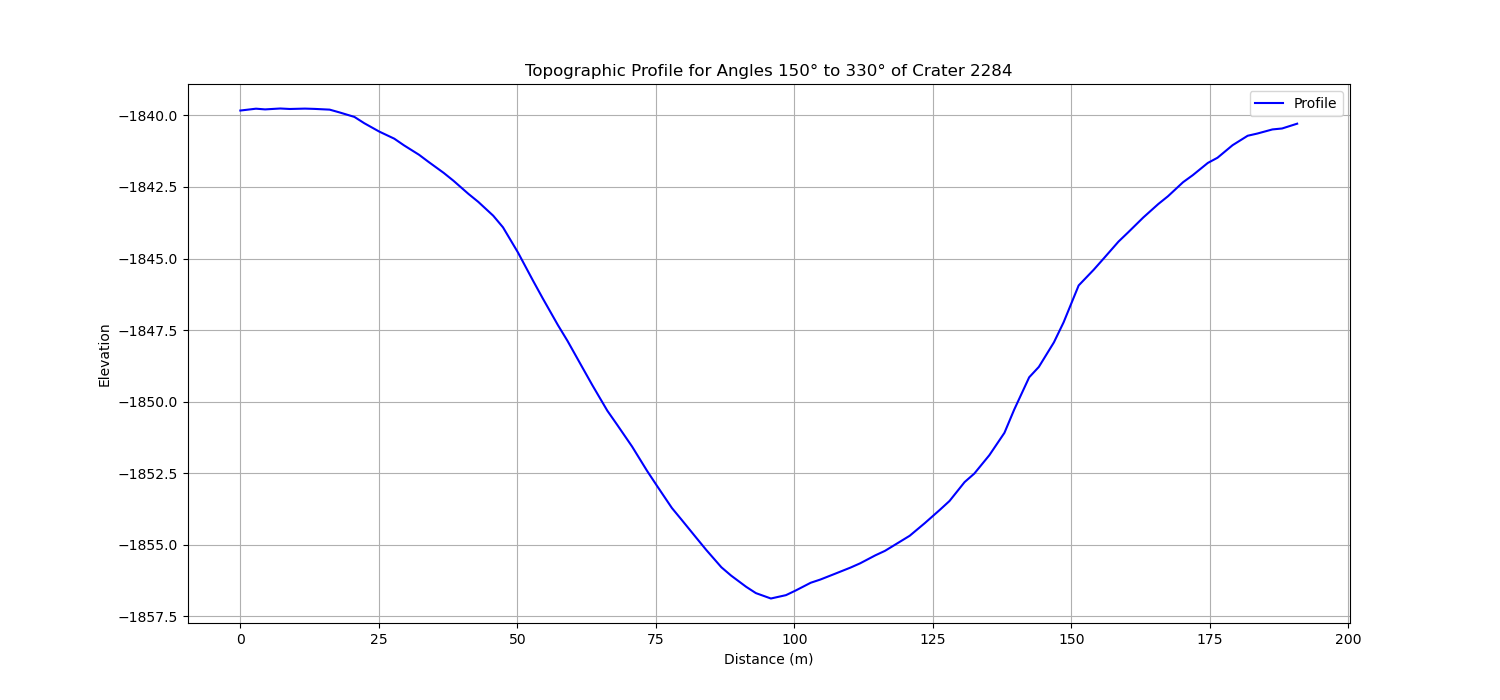 Topographic Profile for Angles 150° to 330° of Crater 2284
Profile
−1840.0
−1842.5
−1845.0
−1847.5
−1850.0
−1852.5
−1855.0
−1857.5
Elevation
0 25 50 75 100 125 150 175 200
Distance (m)